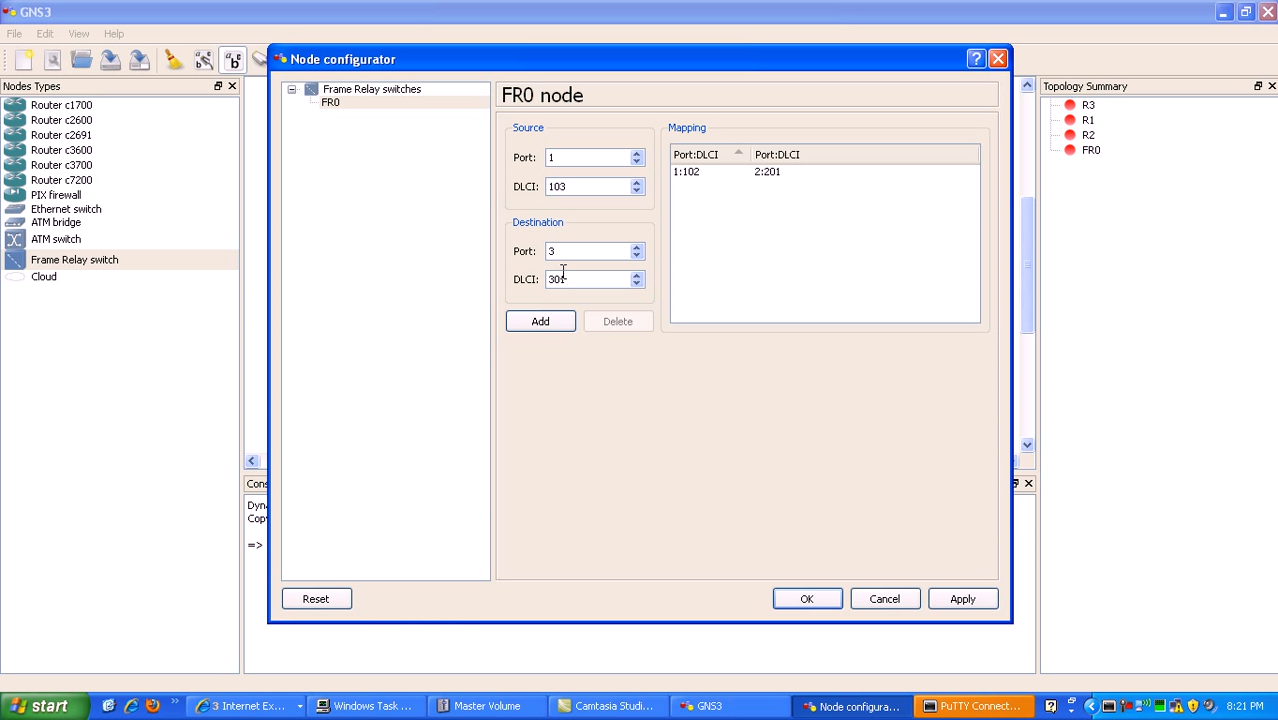 GNS3
File Edit View Help
Nodes Types
Router c1700
Router c2600
Router c2691
Router c3600
Router c3700
Router c7200
PIX firewall
Ethernet switch
ATM bridge
ATM switch
Frame Relay switch
Cloud
Node configurator
Frame Relay switches
FR0
FR0 node
Source
Port: 1
DLCI: 103
Destination
Port: 3
DLCI: 301
Add Delete
Mapping
Port:DLCI Port:DLCI
1:102 2:201
Reset OK Cancel Apply
Topology Summary
R3
R1
R2
FR0
Cons
Dyna
Copy
=>
start 3 Internet Ex... Windows Task ... Master Volume Camtasia Studi... GNS3 Node configura... PuTTY Connect... 8:21 PM